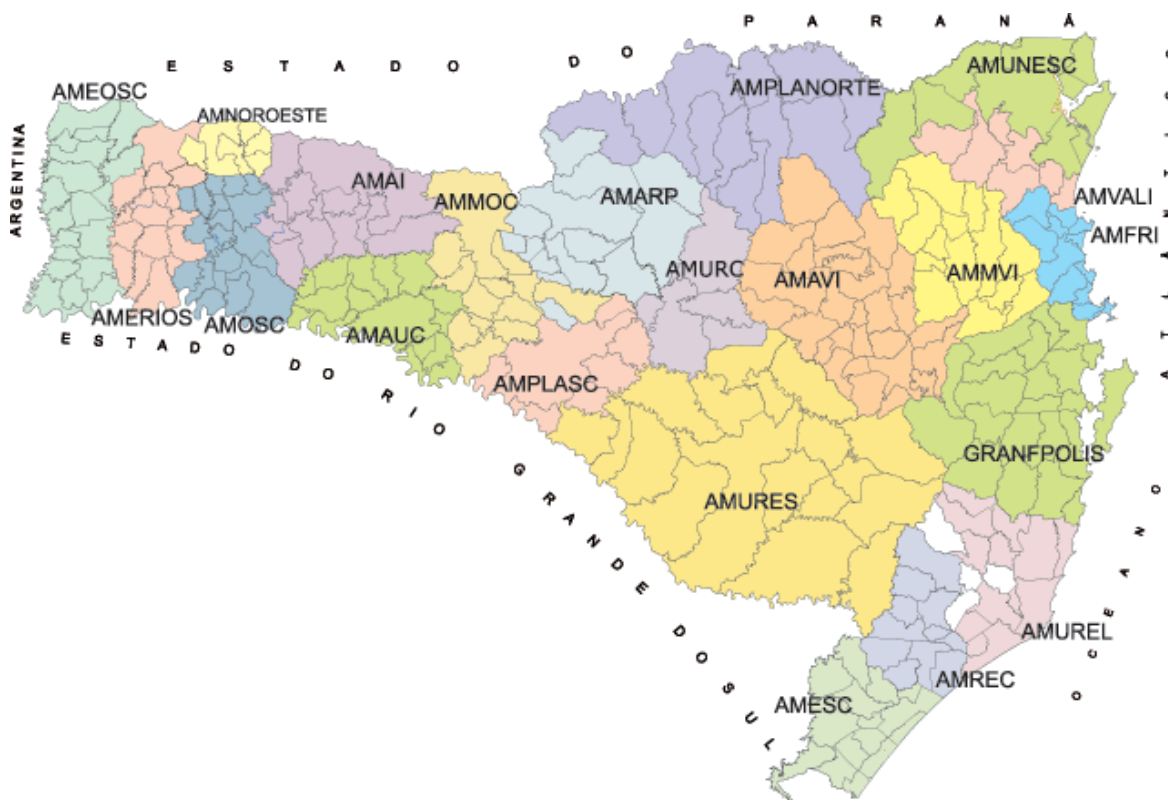 ESTADO DO PARANÁ
AMUNESC
AMPLANORTE
AMEOSC
AMNOROESTE
ARGENTINA
AMAI
AMMOC
AMARP
AMVALI
AMFRI
AMURC
AMAVI
AMMVI
AMERIOS
AMOSC
AMAUC
AMPLASC
GRANFPOLIS
AMURES
AMUREL
AMREC
AMESC
ESTADO DO RIO GRANDE DO SUL
OCEANO ATLÂNTICO